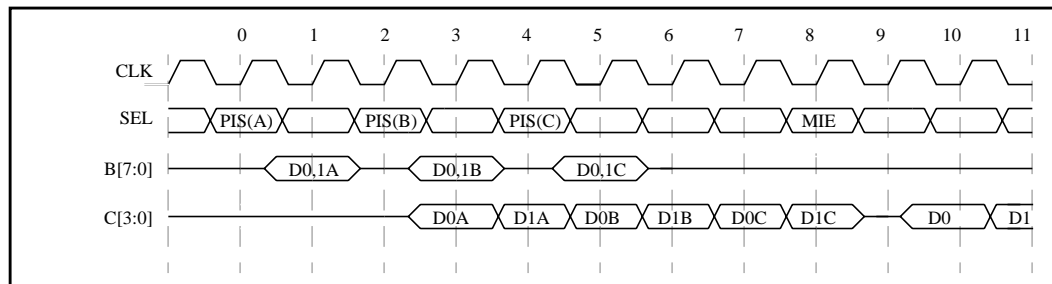 0 1 2 3 4 5 6 7 8 9 10 11
CLK
SEL PIS(A) PIS(B) PIS(C) MIE
B[7:0] D0,1A D0,1B D0,1C
C[3:0] D0A D1A D0B D1B D0C D1C D0 D1